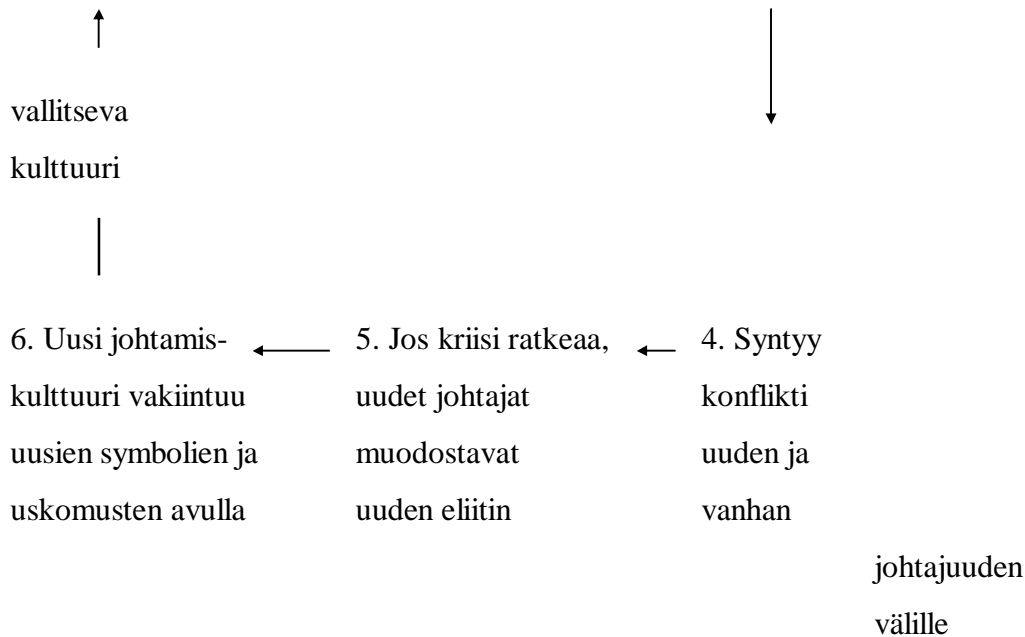 vallitseva
kulttuuri
6. Uusi johtamis-
kulttuuri vakiintuu
uusien symbolien ja
uskomusten avulla
5. Jos kriisi ratkeaa,
uudet johtajat
muodostavat
uuden eliitin
4. Syntyy
konflikti
uuden ja
vanhan
johtajuuden
välille